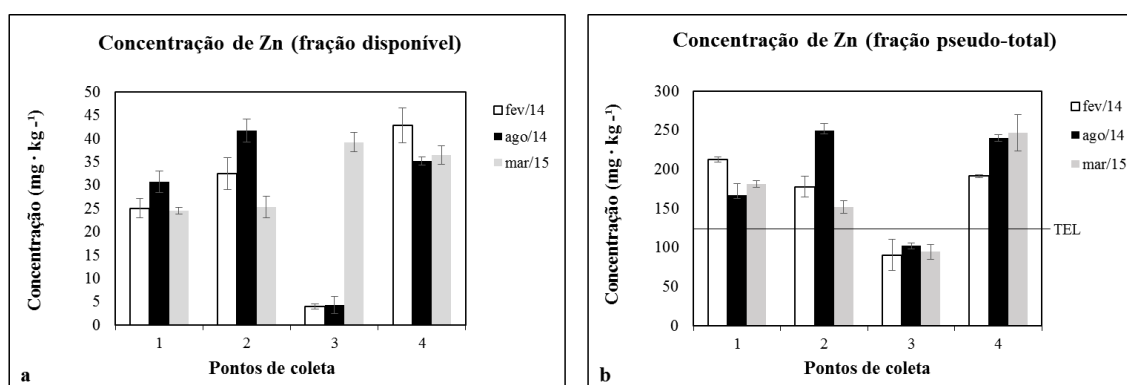 Concentração de Zn (fração disponível)
Concentração (mg · kg -1)
50
45
40
35
30
25
20
15
10
5
0
1 2 3 4
Pontos de coleta
fev/14
ago/14
mar/15
a
Concentração de Zn (fração pseudo-total)
Concentração (mg · kg -1)
300
250
200
150
100
50
0
1 2 3 4
Pontos de coleta
fev/14
ago/14
mar/15
TEL
b